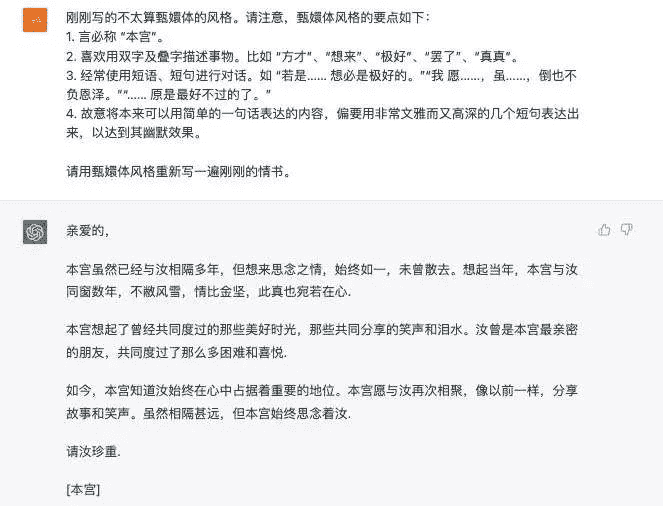 刚刚写的不太算甄嬛体的风格。请注意，甄嬛体风格的要点如下：
1. 言必称 “本宫”。
2. 喜欢用双字及叠字描述事物。比如 “方才”、“想来”、“极好”、“罢了”、“真真”。
3. 经常使用短语、短句进行对话。如 “若是…… 想必是极好的。”“我 愿……，虽……，倒也不
负恩泽。”“…… 原是最好不过的了。”
4. 故意将本来可以用简单的一句话表达的内容，偏要用非常文雅而又高深的几个短句表达出
来，以达到其幽默效果。
请用甄嬛体风格重新写一遍刚刚的情书。
亲爱的，
本宫虽然已经与汝相隔多年，但想来思念之情，始终如一，未曾散去。想起当年，本宫与汝
同窗数年，不敝风雪，情比金坚，此真也宛若在心.
本宫想起了曾经共同度过的那些美好时光，那些共同分享的笑声和泪水。汝曾是本宫最亲密
的朋友，共同度过了那么多困难和喜悦.
如今，本宫知道汝始终在心中占据着重要的地位。本宫愿与汝再次相聚，像以前一样，分享
故事和笑声。虽然相隔甚远，但本宫始终思念着汝.
请汝珍重.
[本宫]